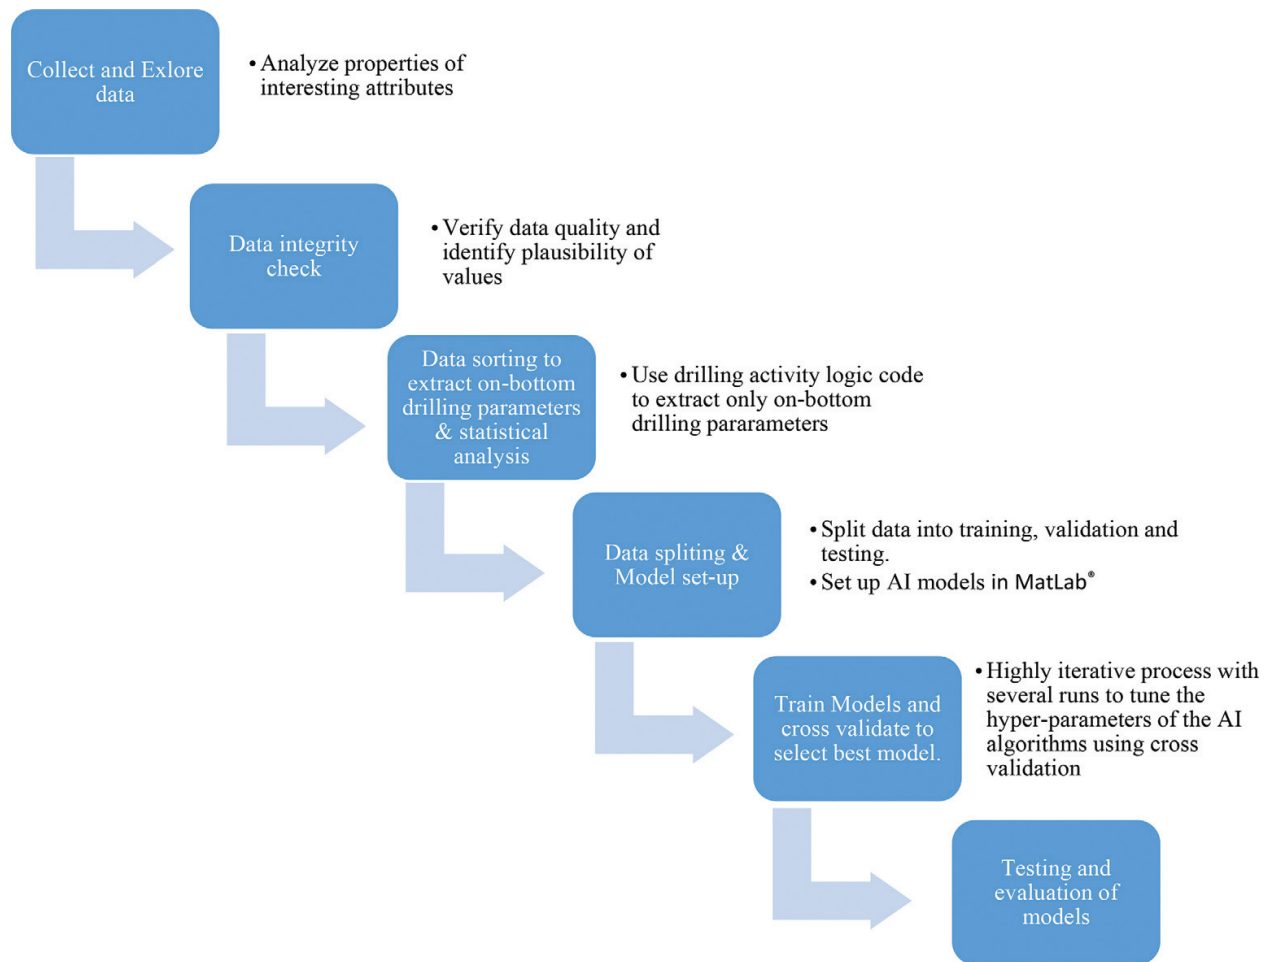 Collect and Exlore
data
• Analyze properties of
interesting attributes
Data integrity
check
• Verify data quality and
identify plausibility of
values
Data sorting to
extract on-bottom
drilling parameters
& statistical
analysis
• Use drilling activity logic code
to extract only on-bottom
drilling pararameters
Data spliting &
Model set-up
• Split data into training, validation and
testing.
• Set up AI models in MatLab®
Train Models and
cross validate to
select best model.
• Highly iterative process with
several runs to tune the
hyper-parameters of the AI
algorithms using cross
validation
Testing and
evaluation of
models